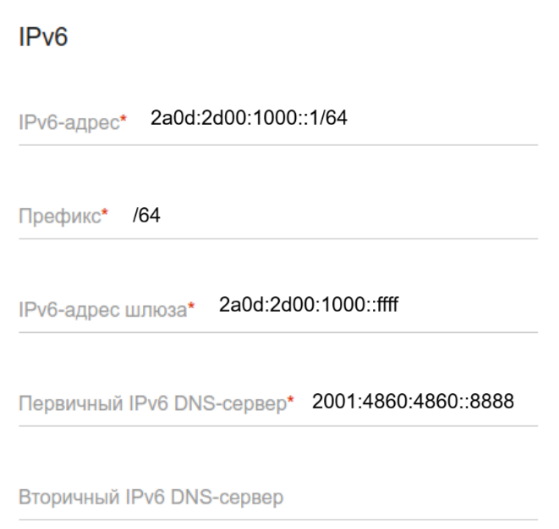 IPv6
IPv6-адрес* 2a0d:2d00:1000::1/64
Префикс* /64
IPv6-адрес шлюза* 2a0d:2d00:1000::ffff
Первичный IPv6 DNS-сервер* 2001:4860:4860::8888
Вторичный IPv6 DNS-сервер